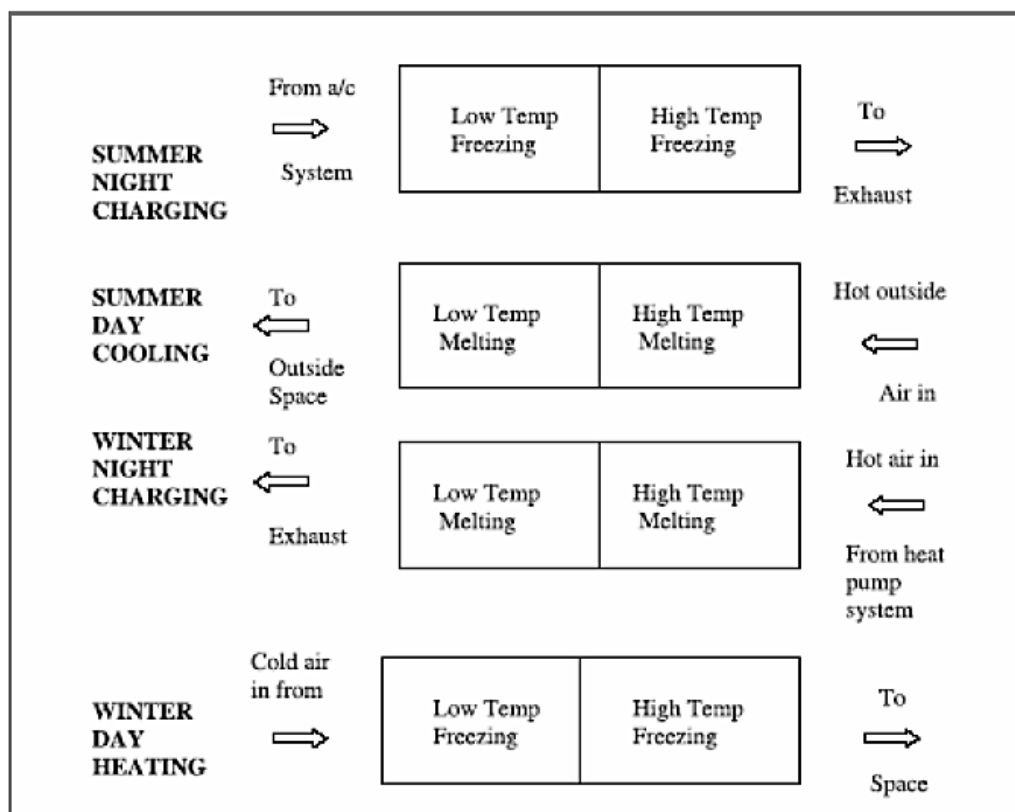 From a/c
System
SUMMER
NIGHT
CHARGING
Low Temp
Freezing
High Temp
Freezing
To
Exhaust
SUMMER
DAY
COOLING
To
Outside
Space
Low Temp
Melting
High Temp
Melting
Hot outside
Air in
WINTER
NIGHT
CHARGING
To
Exhaust
Low Temp
Melting
High Temp
Melting
Hot air in
From heat
pump
system
WINTER
DAY
HEATING
Cold air
in from
Low Temp
Freezing
High Temp
Freezing
To
Space